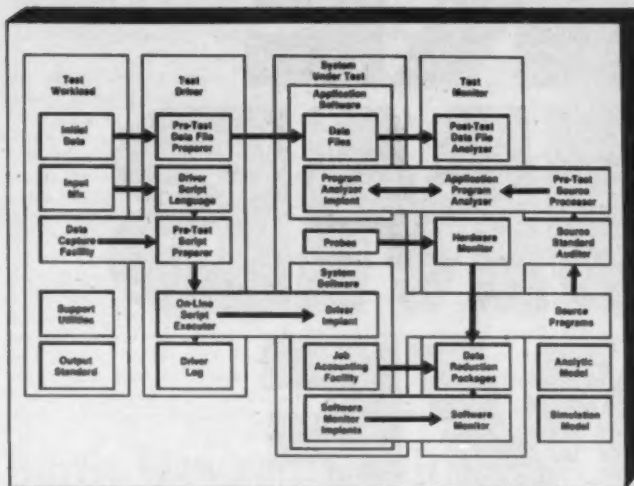 Test
Workload
Test
Driver
System
Under Test
Application
Software
Test
Monitor
Initial
Data
Pre-Test
Data File
Preparer
Data
Files
Post-Test
Data File
Analyzer
Input
Mix
Driver
Script
Language
Program
Analyzer
Implant
Application
Program
Analyzer
Pre-Test
Source
Processor
Data
Capture
Facility
Pre-Test
Script
Preparer
Probes
Hardware
Monitor
Source
Standard
Auditor
System
Software
Support
Utilities
On-Line
Script
Executor
Driver
Implant
Source
Programs
Output
Standard
Driver
Log
Job
Accounting
Facility
Data
Reduction
Packages
Analytic
Model
Software
Monitor
Implants
Software
Monitor
Simulation
Model